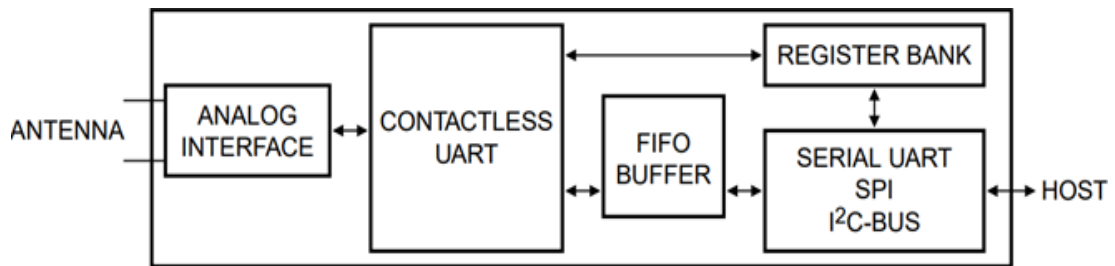 ANTENNA
ANALOG
INTERFACE
CONTACTLESS
UART
FIFO
BUFFER
REGISTER BANK
SERIAL UART
SPI
I²C-BUS
HOST